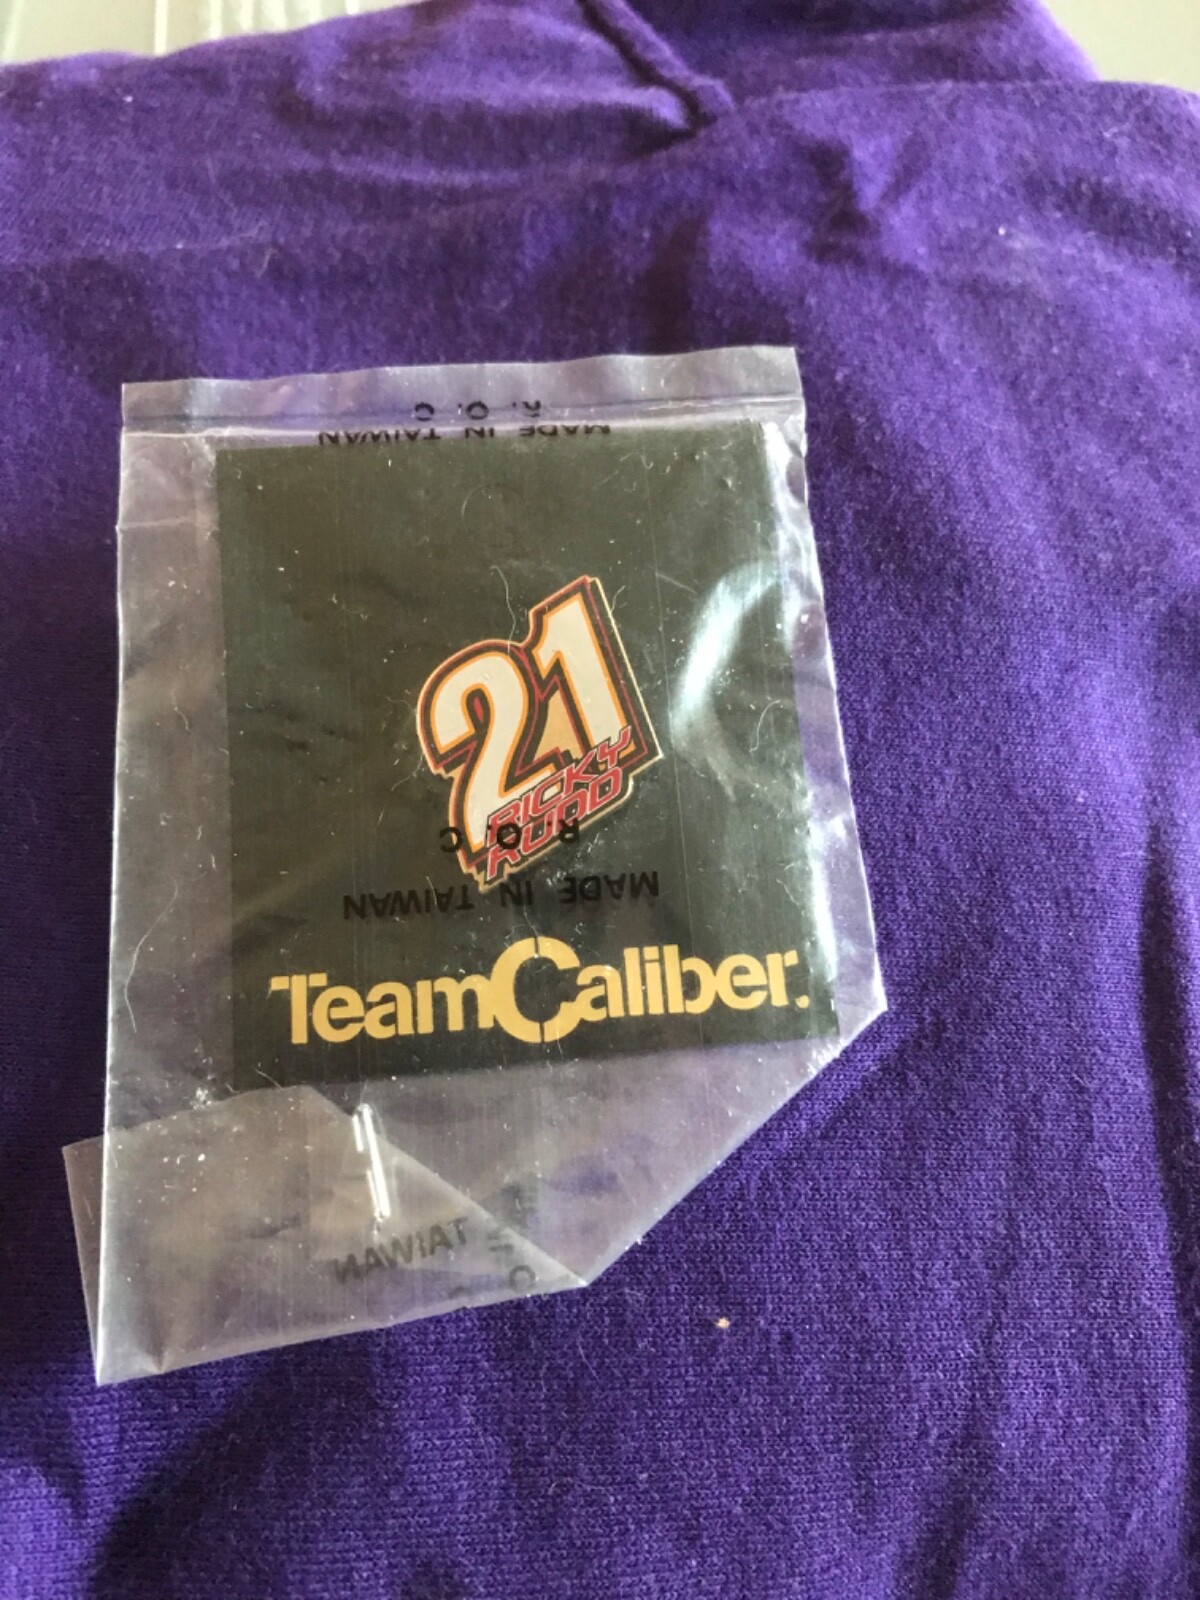 R. O. C
MADE IN TAIWAN
21
RICKY
RUDD
R. O. C
MADE IN TAIWAN
TeamCaliber.
TAIWAN